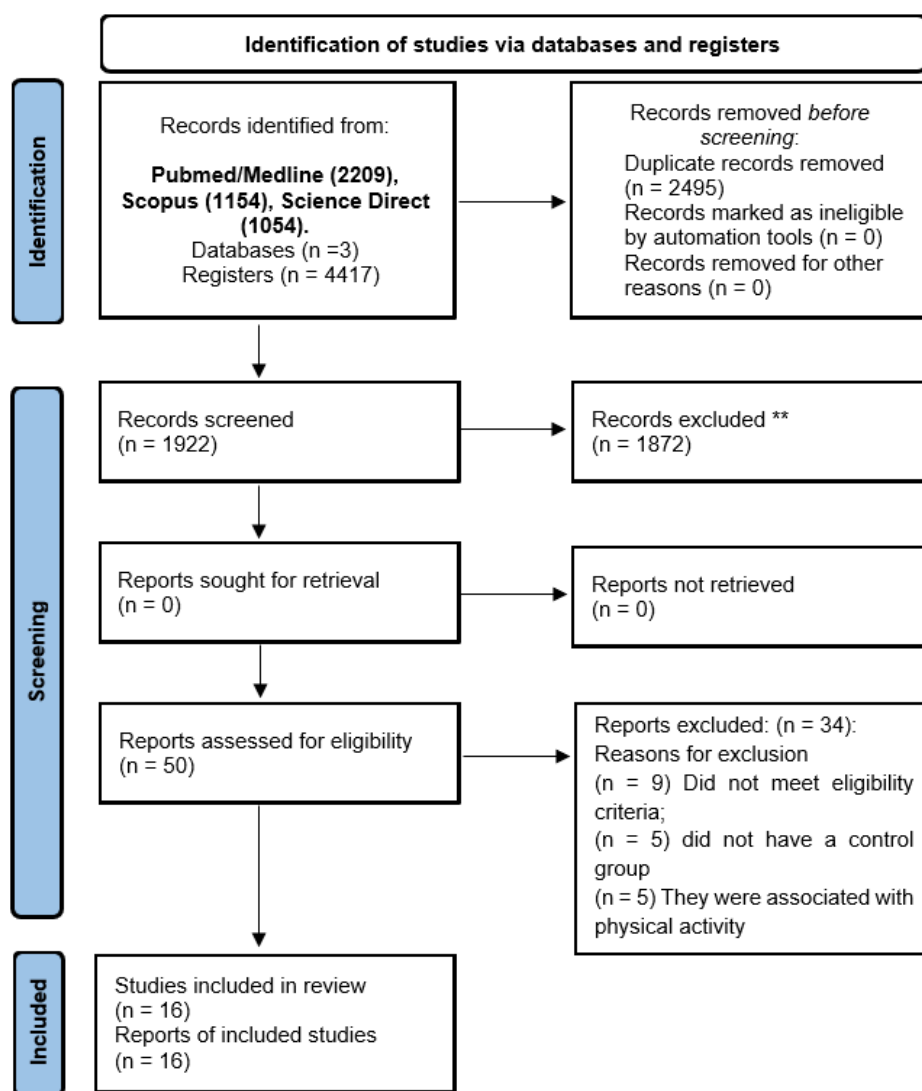 Identification of studies via databases and registers
Identification
Records identified from:
Pubmed/Medline (2209),
Scopus (1154), Science Direct
(1054).
Databases (n =3)
Registers (n = 4417)
Records removed before
screening:
Duplicate records removed
(n = 2495)
Records marked as ineligible
by automation tools (n = 0)
Records removed for other
reasons (n = 0)
Screening
Records screened
(n = 1922)
Records excluded **
(n = 1872)
Reports sought for retrieval
(n = 0)
Reports not retrieved
(n = 0)
Reports assessed for eligibility
(n = 50)
Reports excluded: (n = 34):
Reasons for exclusion
(n = 9) Did not meet eligibility
criteria;
(n = 5) did not have a control
group
(n = 5) They were associated with
physical activity
Included
Studies included in review
(n = 16)
Reports of included studies
(n = 16)